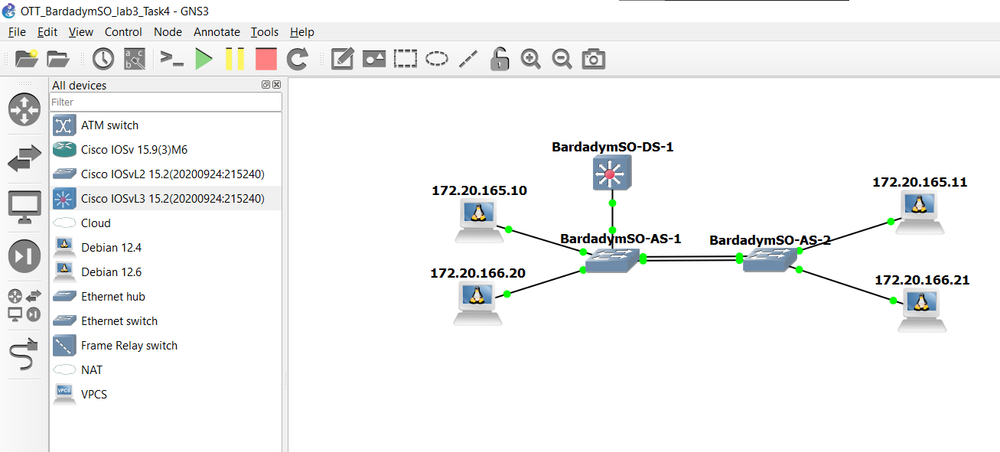 OTT_BardadymSO_lab3_Task4 - GNS3
File Edit View Control Node Annotate Tools Help
All devices
Filter
ATM switch
Cisco IOSv 15.9(3)M6
Cisco IOSvL2 15.2(20200924:215240)
Cisco IOSvL3 15.2(20200924:215240)
Cloud
Debian 12.4
Debian 12.6
Ethernet hub
Ethernet switch
Frame Relay switch
NAT
VPCS
VPCS
BardadymSO-DS-1
172.20.165.10
172.20.165.11
BardadymSO-AS-1
BardadymSO-AS-2
172.20.166.20
172.20.166.21